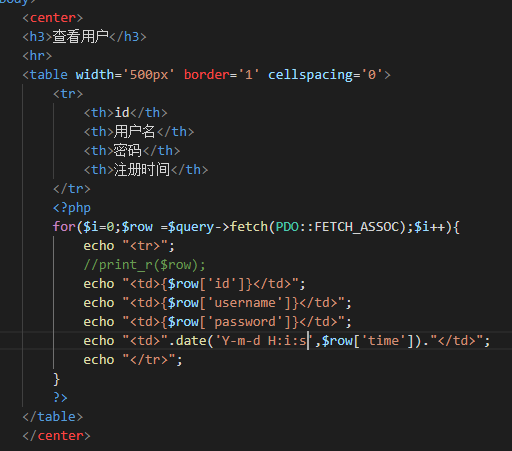 body>
<center>
<h3>查看用户</h3>
<hr>
<table width='500px' border='1' cellspacing='0'>
<tr>
<th>id</th>
<th>用户名</th>
<th>密码</th>
<th>注册时间</th>
</tr>
<?php
for($i=0;$row =$query->fetch(PDO::FETCH_ASSOC);$i++){
echo "<tr>";
//print_r($row);
echo "<td>{$row['id']}</td>";
echo "<td>{$row['username']}</td>";
echo "<td>{$row['password']}</td>";
echo "<td>".date('Y-m-d H:i:s',$row['time'])."</td>";
echo "</tr>";
}
?>
</table>
</center>